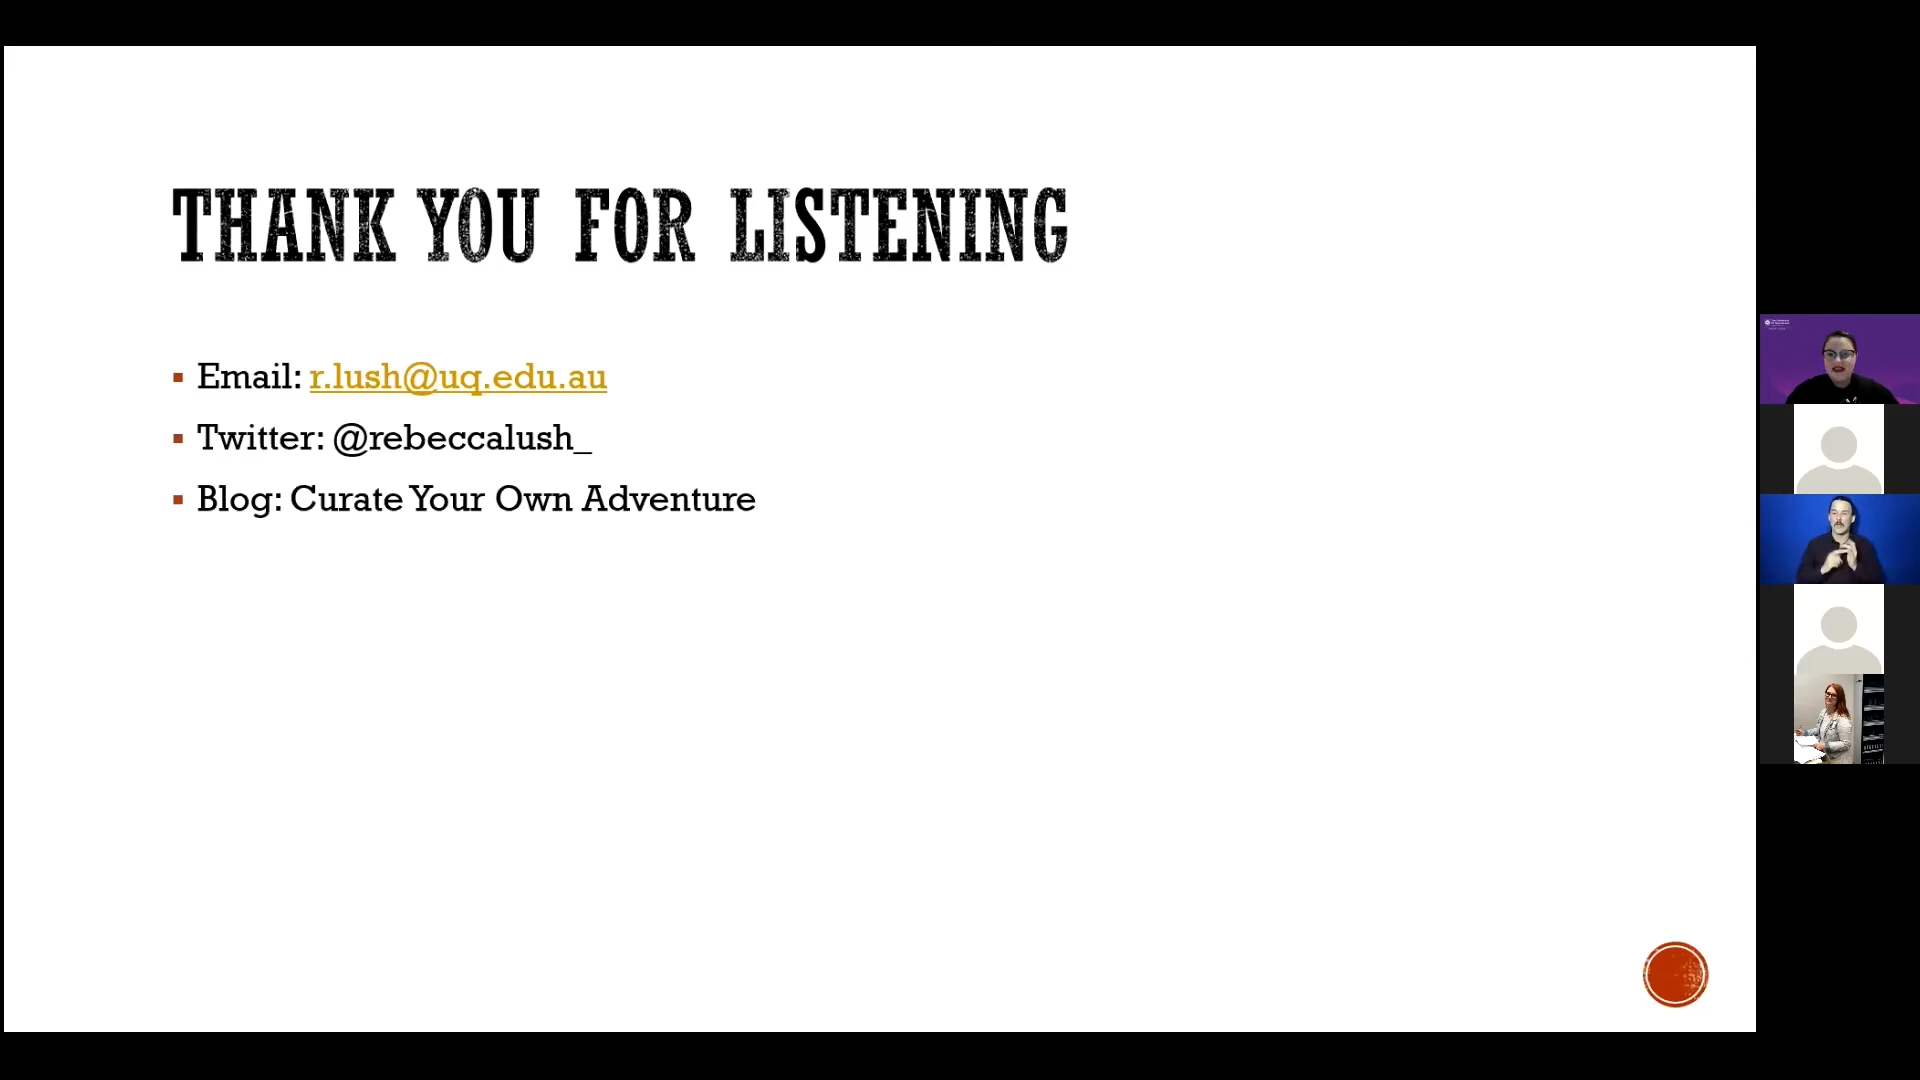 THANK YOU FOR LISTENING
▪ Email: r.lush@uq.edu.au
▪ Twitter: @rebeccalush_
▪ Blog: Curate Your Own Adventure